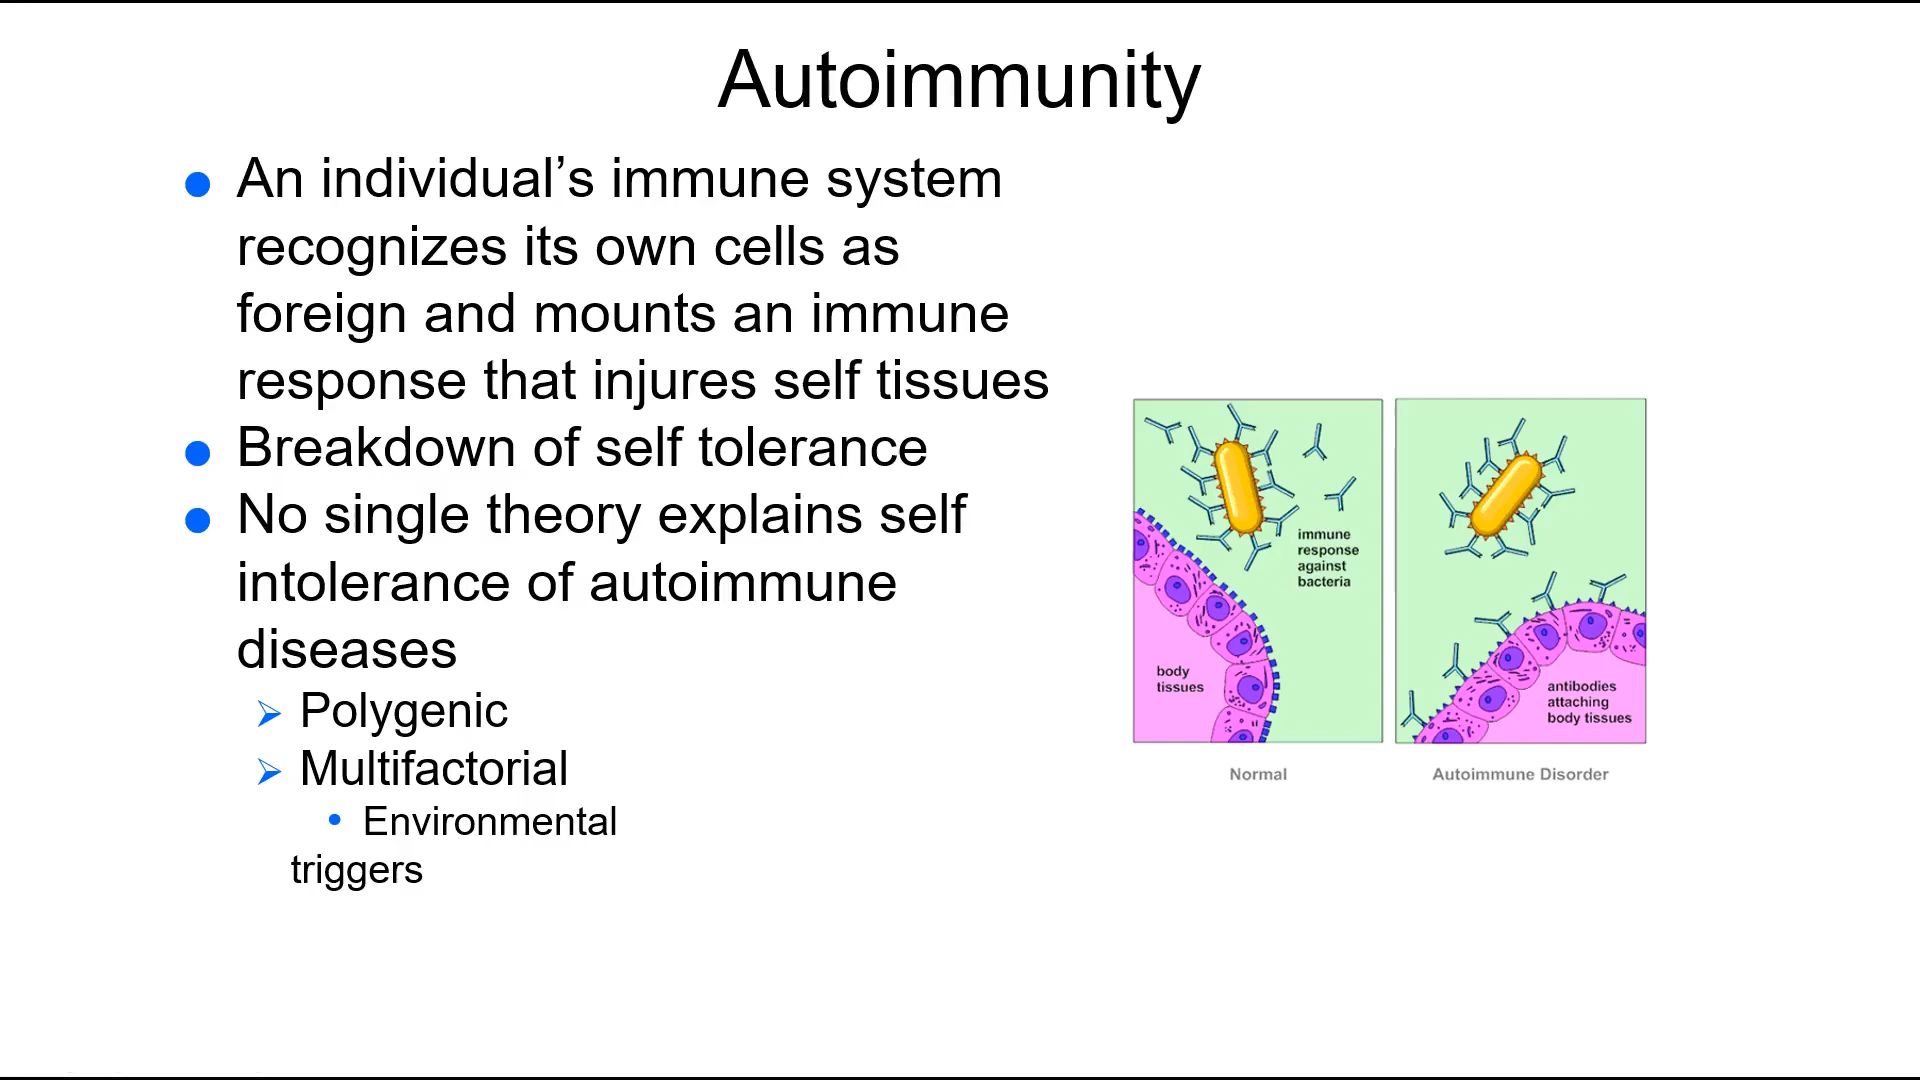 Autoimmunity
● An individual’s immune system
recognizes its own cells as
foreign and mounts an immune
response that injures self tissues
● Breakdown of self tolerance
● No single theory explains self
intolerance of autoimmune
diseases
➢ Polygenic
➢ Multifactorial
• Environmental
triggers
immune
response
against
bacteria
body
tissues
Normal
antibodies
attaching
body tissues
Autoimmune Disorder